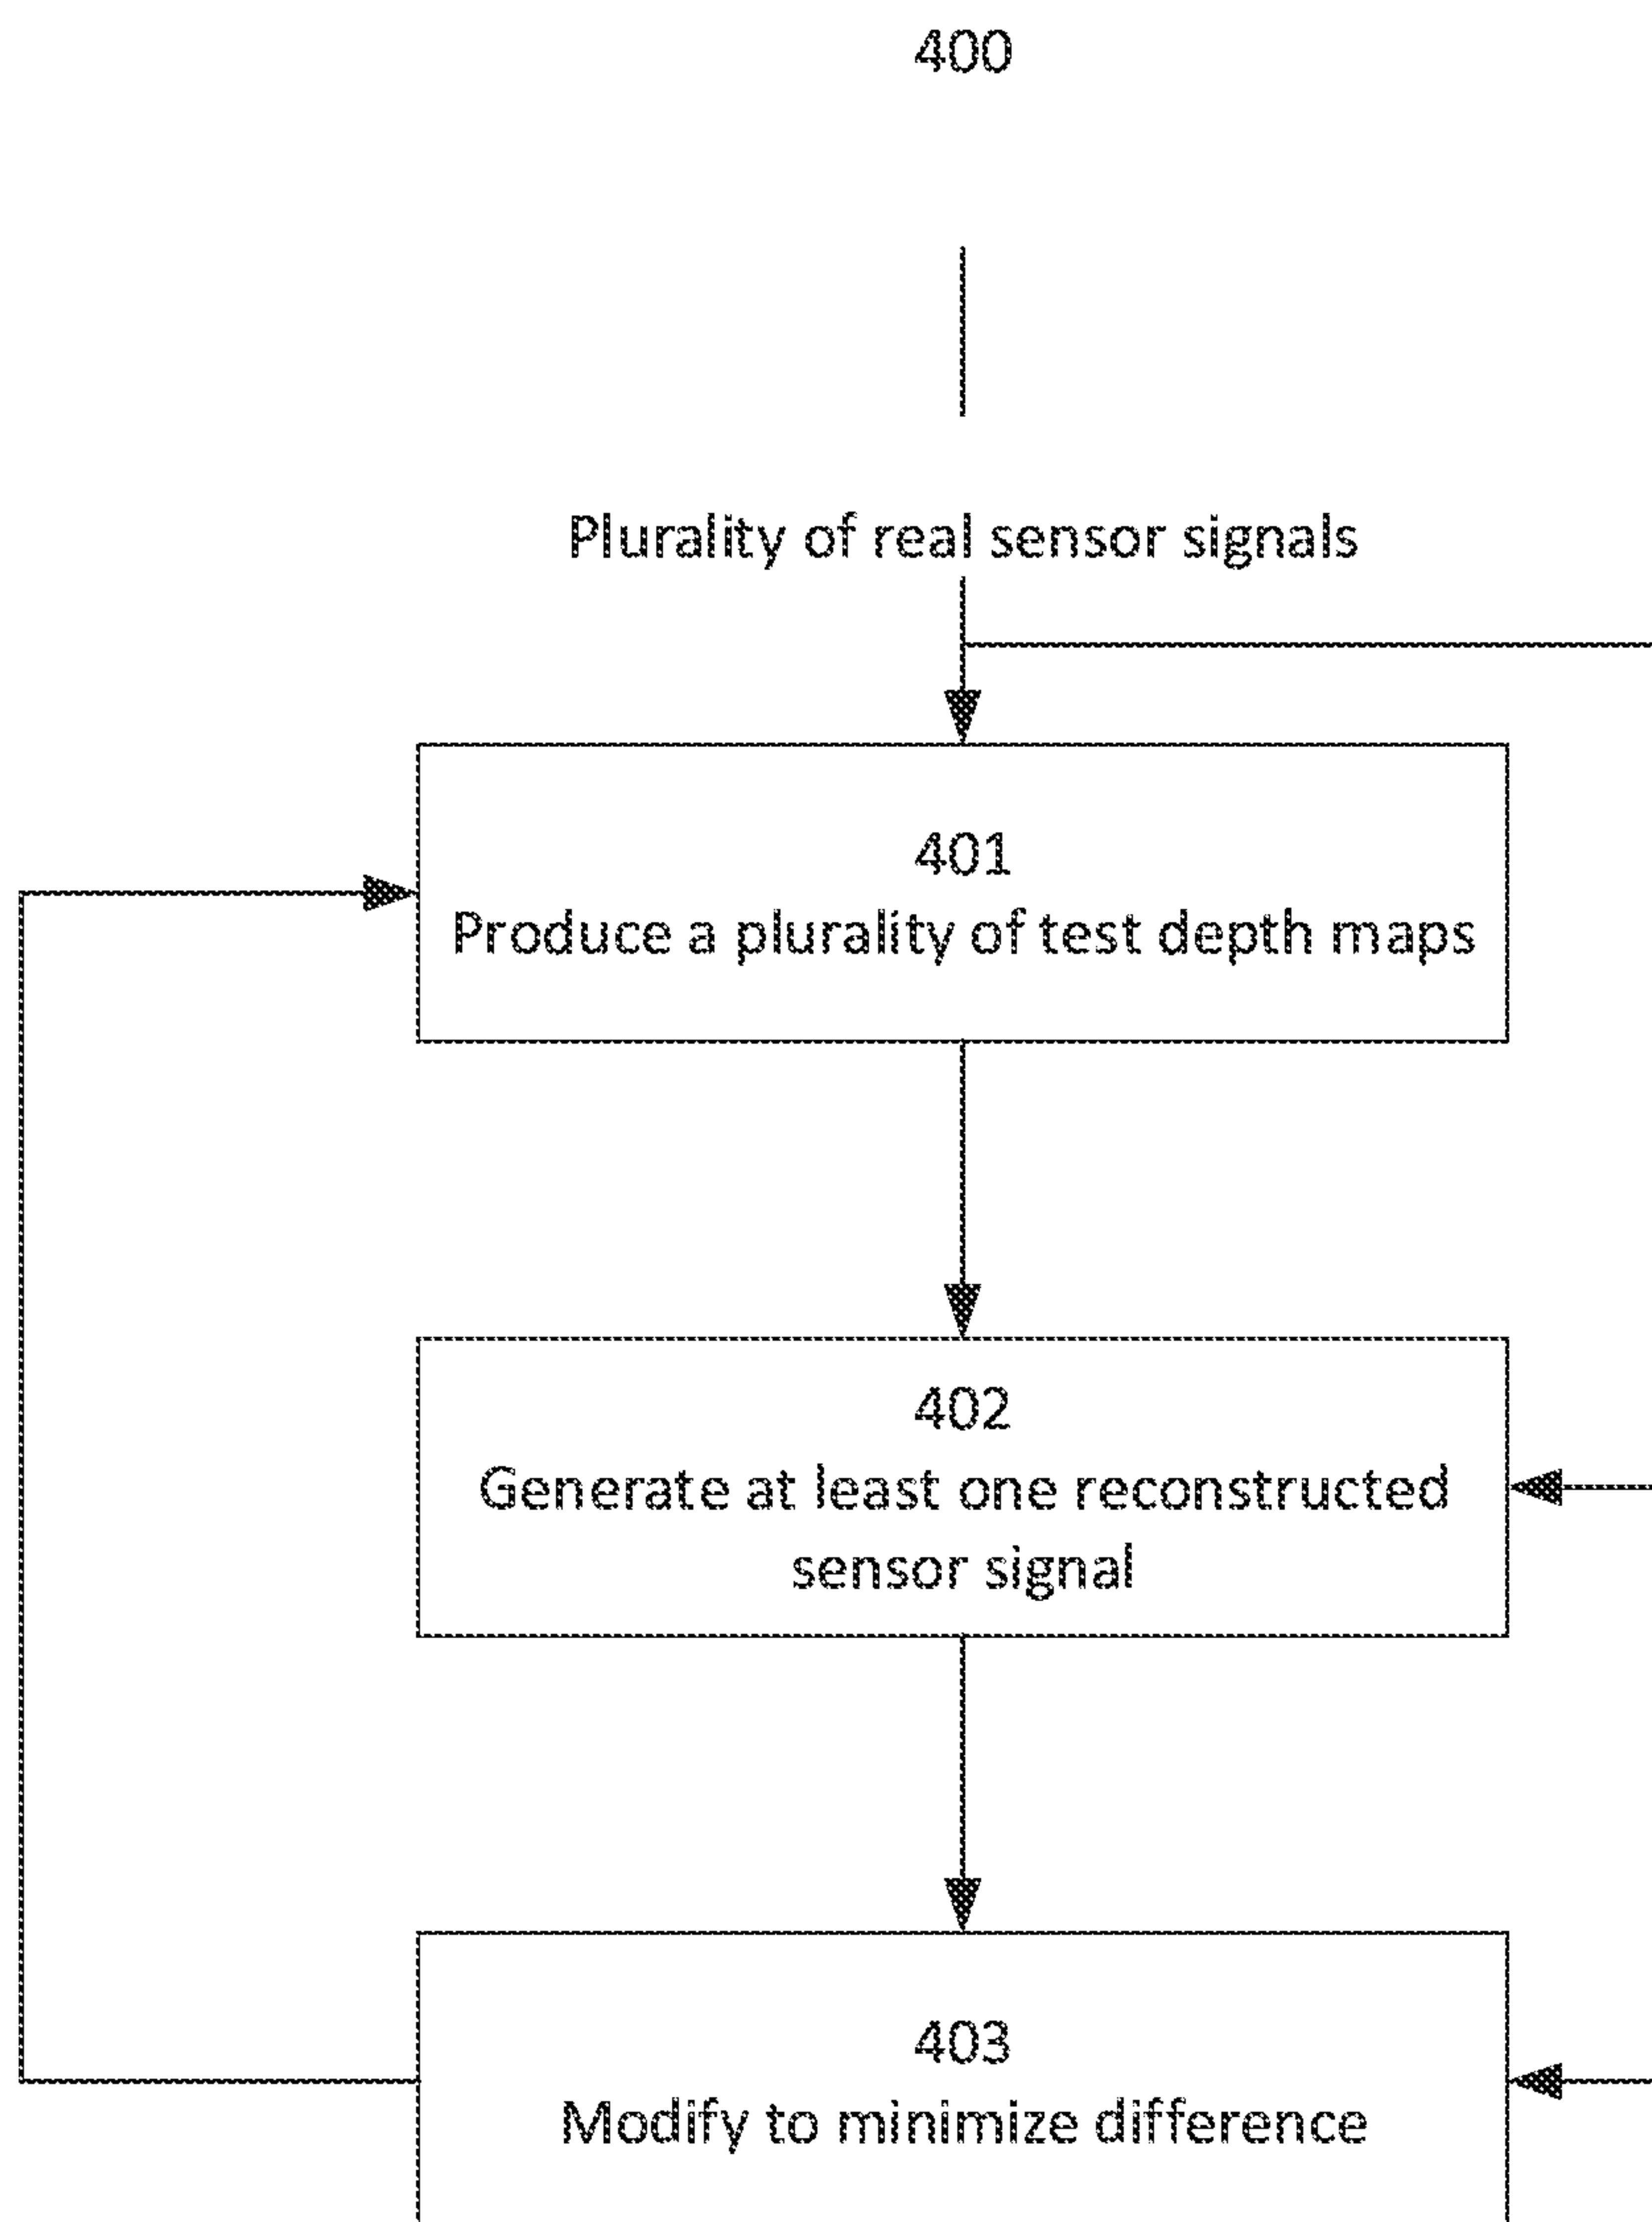 400
Plurality of real sensor signals
401
Produce a plurality of test depth maps
402
Generate at least one reconstructed
sensor signal
403
Modify to minimize difference